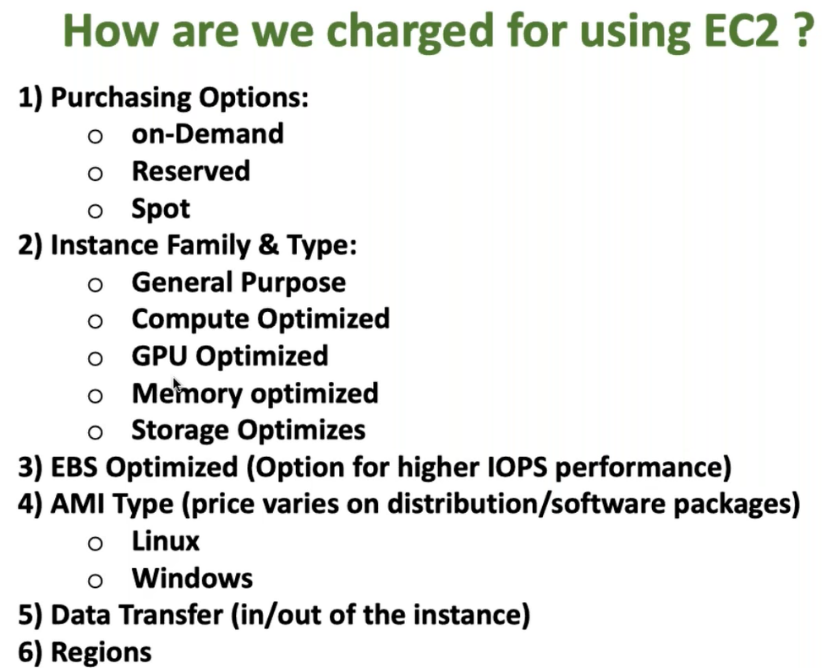 How are we charged for using EC2 ?
1) Purchasing Options:
o on-Demand
o Reserved
o Spot
2) Instance Family & Type:
o General Purpose
o Compute Optimized
o GPU Optimized
o Memory optimized
o Storage Optimizes
3) EBS Optimized (Option for higher IOPS performance)
4) AMI Type (price varies on distribution/software packages)
o Linux
o Windows
5) Data Transfer (in/out of the instance)
6) Regions